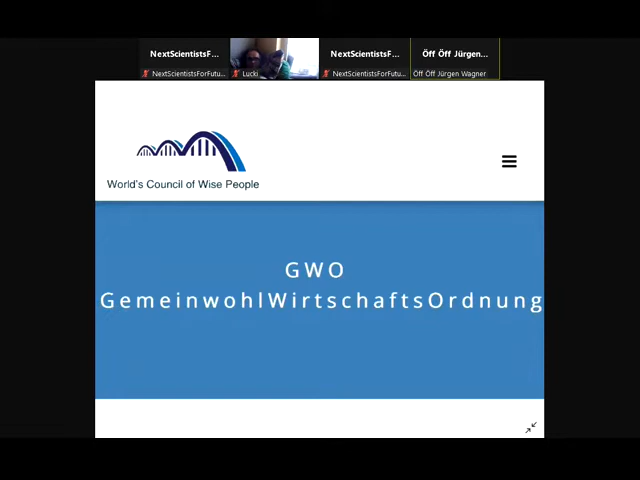 NextScientistsF...
NextScientistsF...
Öff Öff Jürgen...
NextScientistsForFutu...
Lucki
NextScientistsForFutu...
Öff Öff Jürgen Wagner
World's Council of Wise People
GWO
GemeinwohlWirtschaftsOrdnung